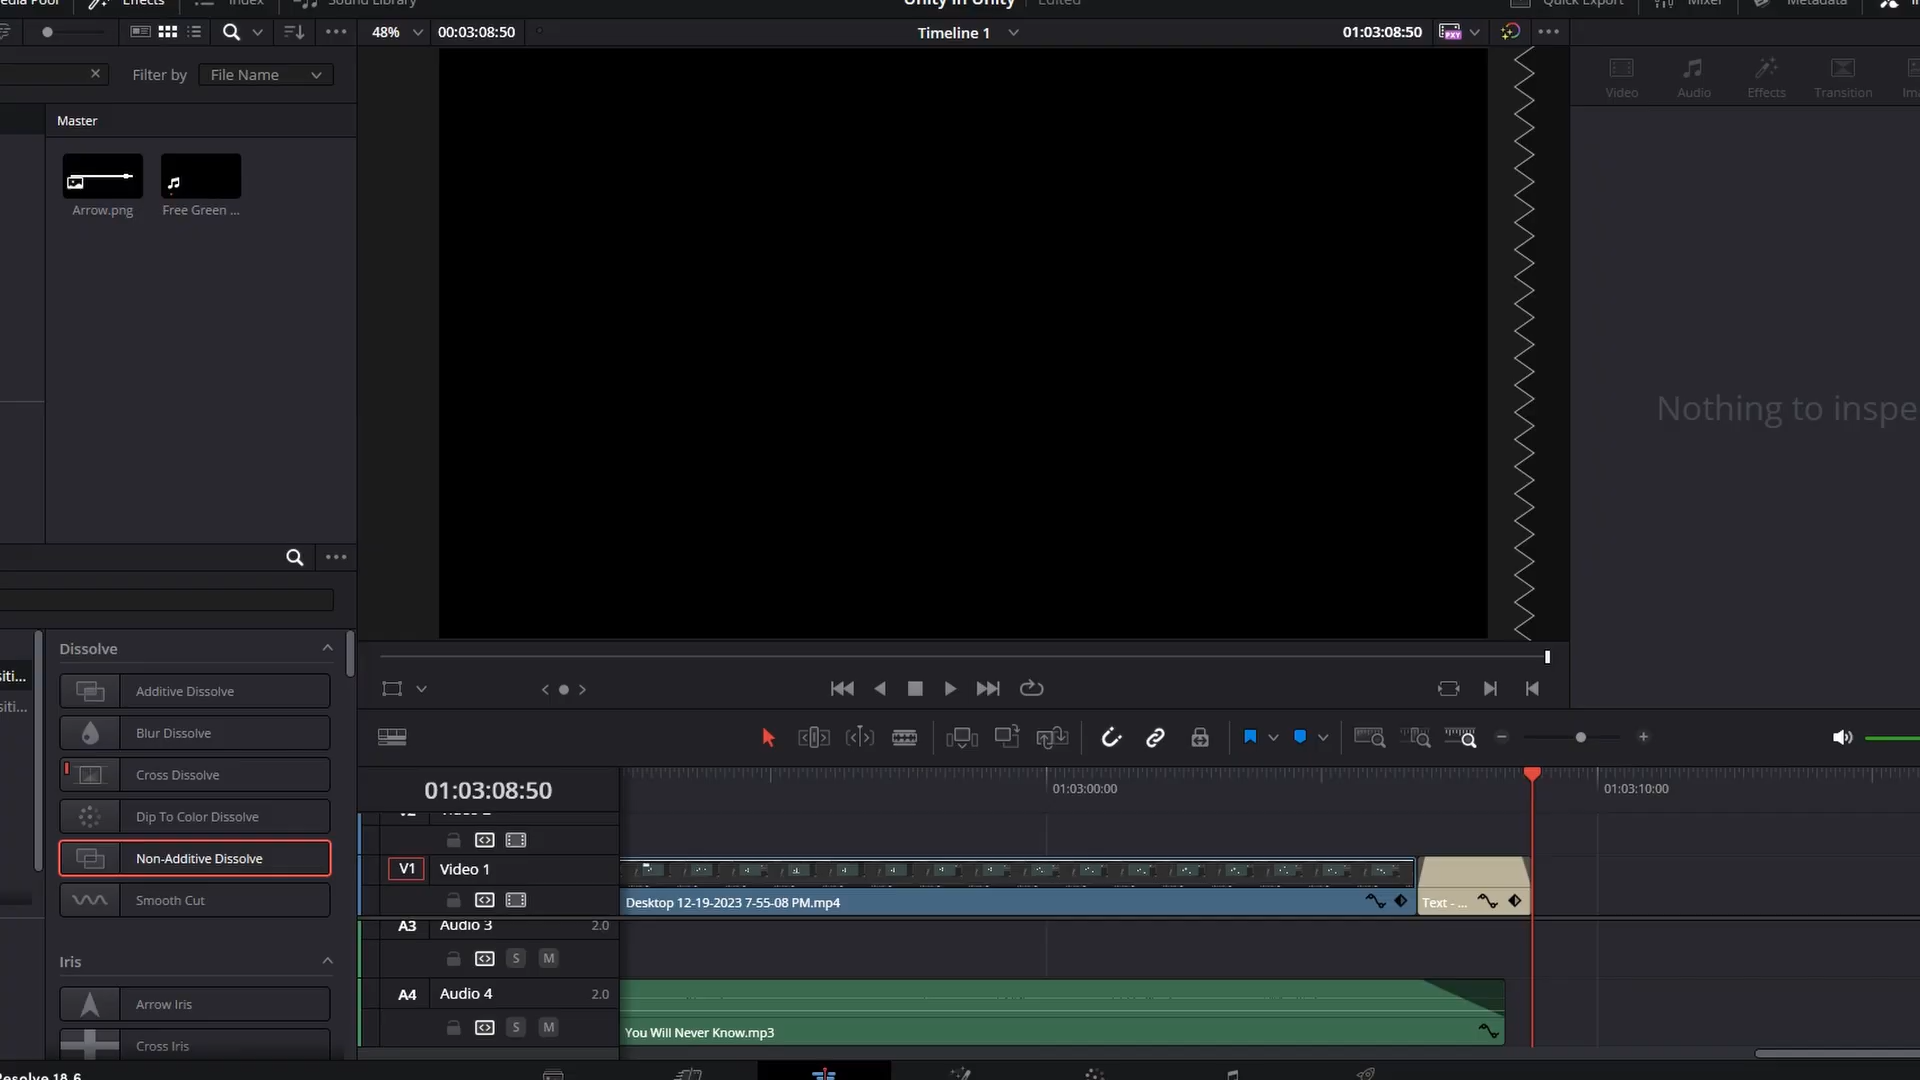 edia Pool
Effects
Index
Sound Library
Unity in Unity
Edited
Quick Export
Mixer
Metadata
48%
00:03:08:50
Timeline 1
01:03:08:50
PXY
Filter by
File Name
Video
Audio
Effects
Transition
Ima
Master
Arrow.png
Free Green ...
Nothing to inspe
Dissolve
siti...
Additive Dissolve
siti...
Blur Dissolve
Cross Dissolve
Dip To Color Dissolve
Non-Additive Dissolve
Smooth Cut
Iris
Arrow Iris
Cross Iris
01:03:08:50
01:03:00:00
01:03:10:00
V1
Video 1
Desktop 12-19-2023 7-55-08 PM.mp4
Text - ...
A3
Audio 3
2.0
S
M
A4
Audio 4
2.0
S
M
You Will Never Know.mp3
Resolve 18.6